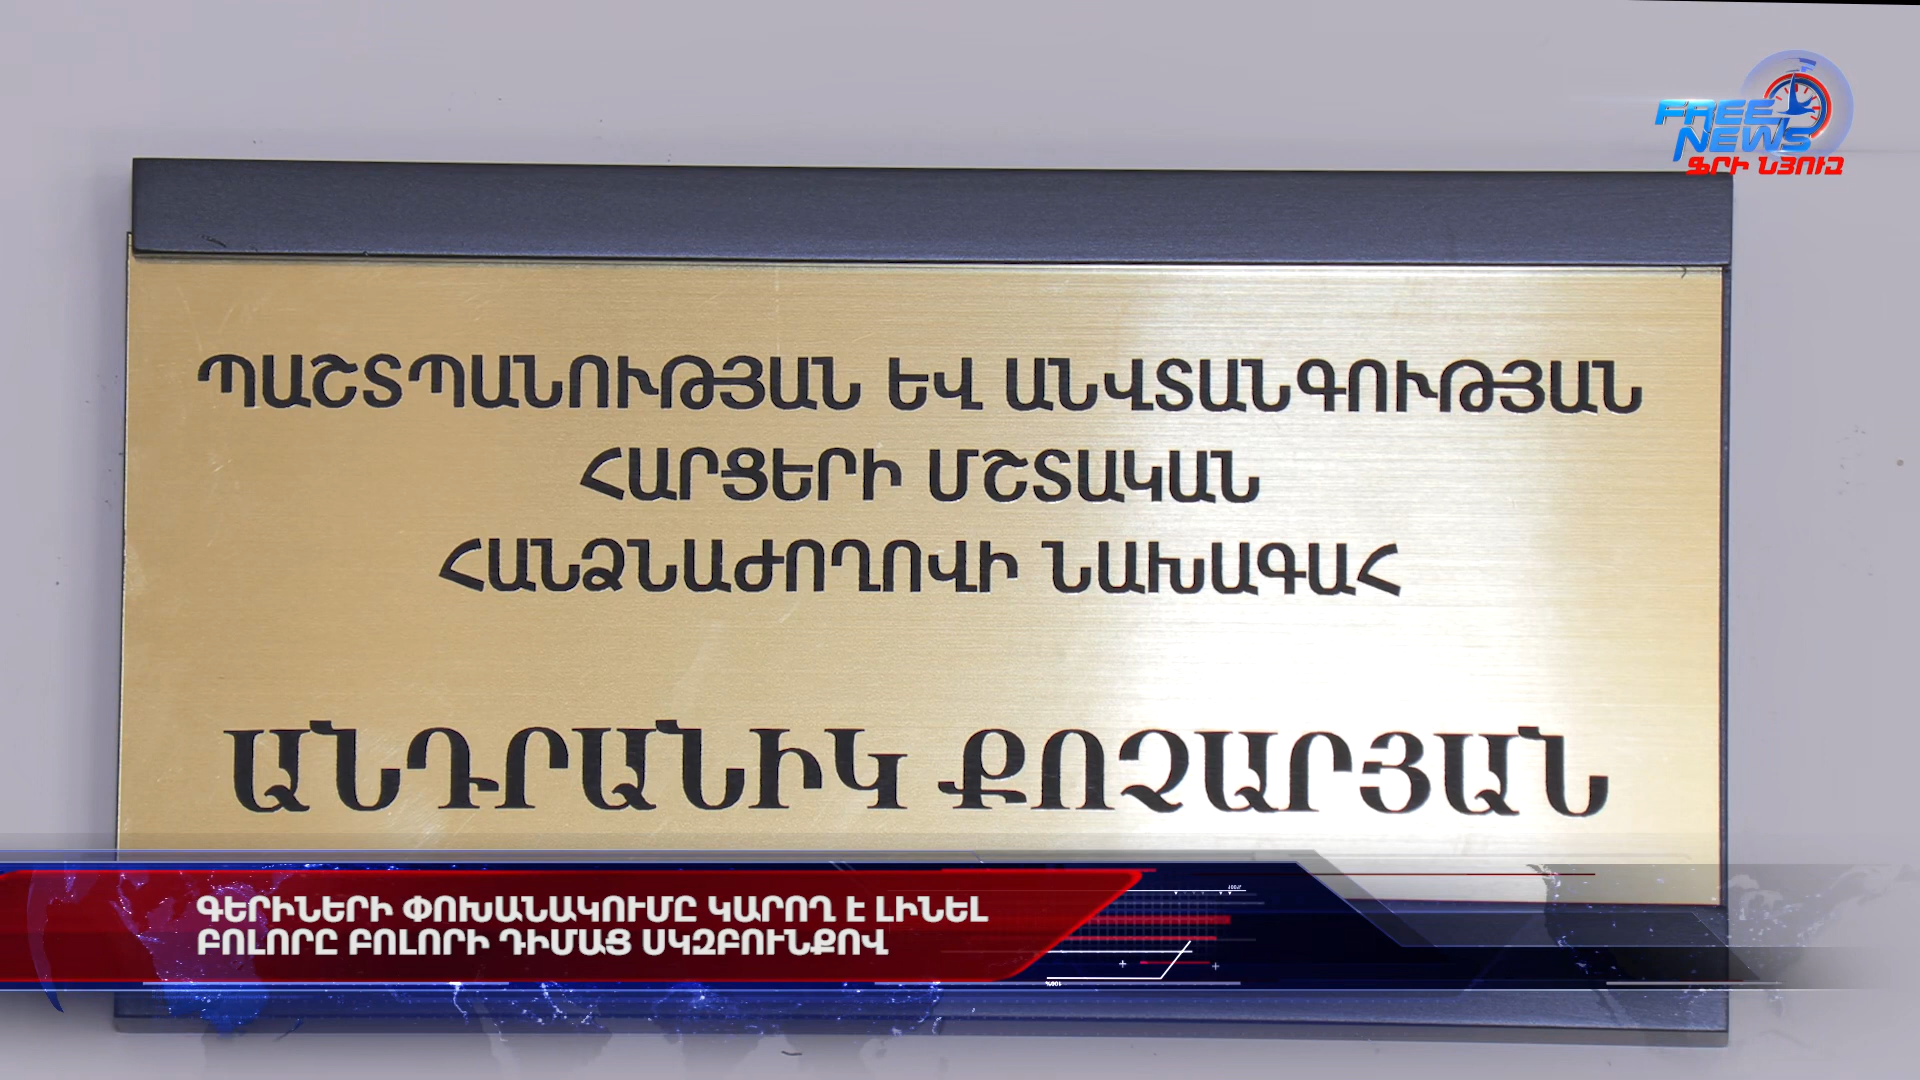 FREE
NEWS
ՖՐԻ ՆՅՈՒԶ
ՊԱՇՏՊԱՆՈՒԹՅԱՆ ԵՎ ԱՆՎՏԱՆԳՈՒԹՅԱՆ
ՀԱՐՑԵՐԻ ՄՇՏԱԿԱՆ
ՀԱՆՁՆԱԺՈՂՈՎԻ ՆԱԽԱԳԱՀ
ԱՆԴՐԱՆԻԿ ՔՈՉԱՐՅԱՆ
ԳԵՐԻՆԵՐԻ ՓՈԽԱՆԱԿՈՒՄԸ ԿԱՐՈՂ Է ԼԻՆԵԼ
ԲՈԼՈՐԸ ԲՈԼՈՐԻ ԴԻՄԱՑ ՍԿԶԲՈՒՆՔՈՎ